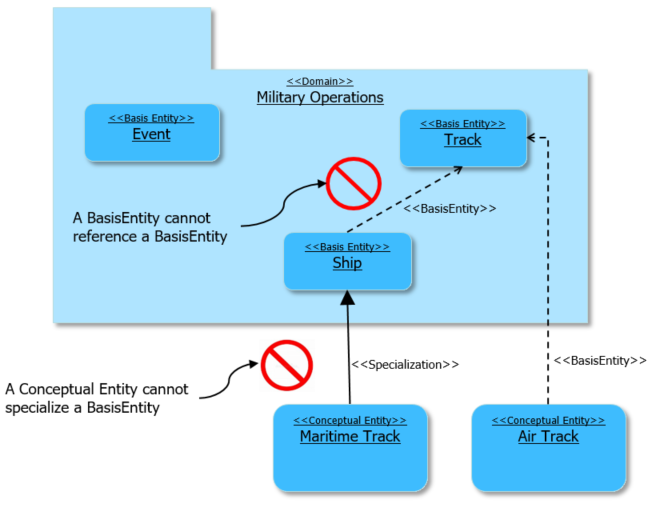 <<Domain>>
Military Operations
<<Basis Entity>>
Event
<<Basis Entity>>
Track
A BasisEntity cannot
reference a BasisEntity
<<BasisEntity>>
<<Basis Entity>>
Ship
<<Specialization>>
<<BasisEntity>>
A Conceptual Entity cannot
specialize a BasisEntity
<<Conceptual Entity>>
Maritime Track
<<Conceptual Entity>>
Air Track